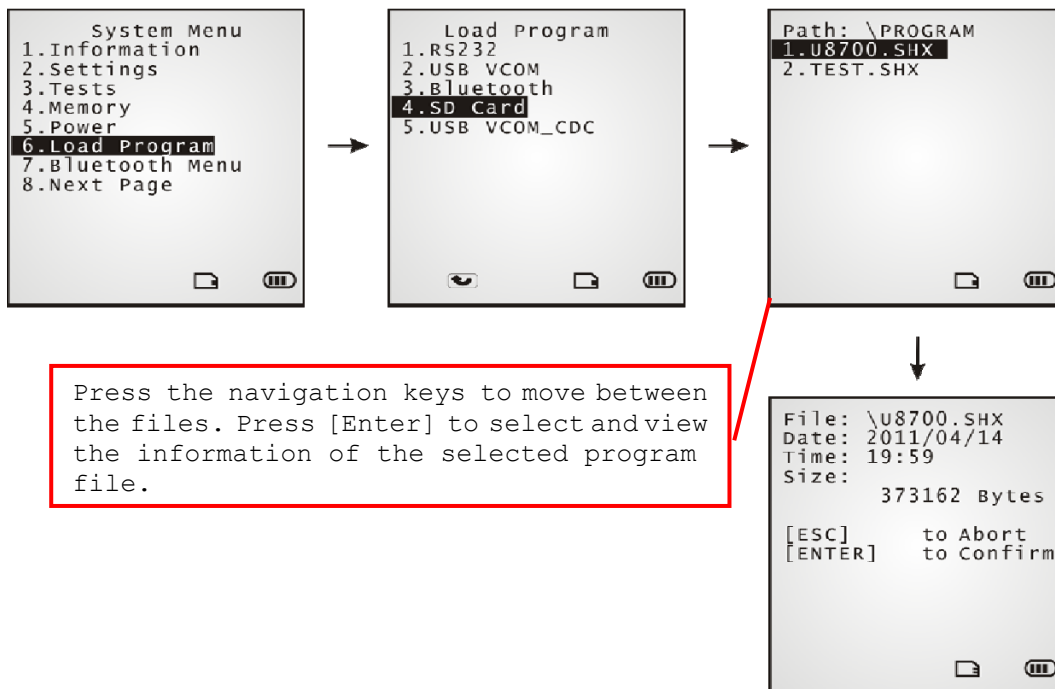 System Menu
1.Information
2.Settings
3.Tests
4.Memory
5.Power
6.Load Program
7.Bluetooth Menu
8.Next Page
Load Program
1.RS232
2.USB VCOM
3.Bluetooth
4.SD Card
5.USB VCOM_CDC
Path: \PROGRAM
1.U8700.SHX
2.TEST.SHX
Press the navigation keys to move between
the files. Press [Enter] to select and view
the information of the selected program
file.
File: \U8700.SHX
Date: 2011/04/14
Time: 19:59
Size:
373162 Bytes
[ESC] to Abort
[ENTER] to Confirm